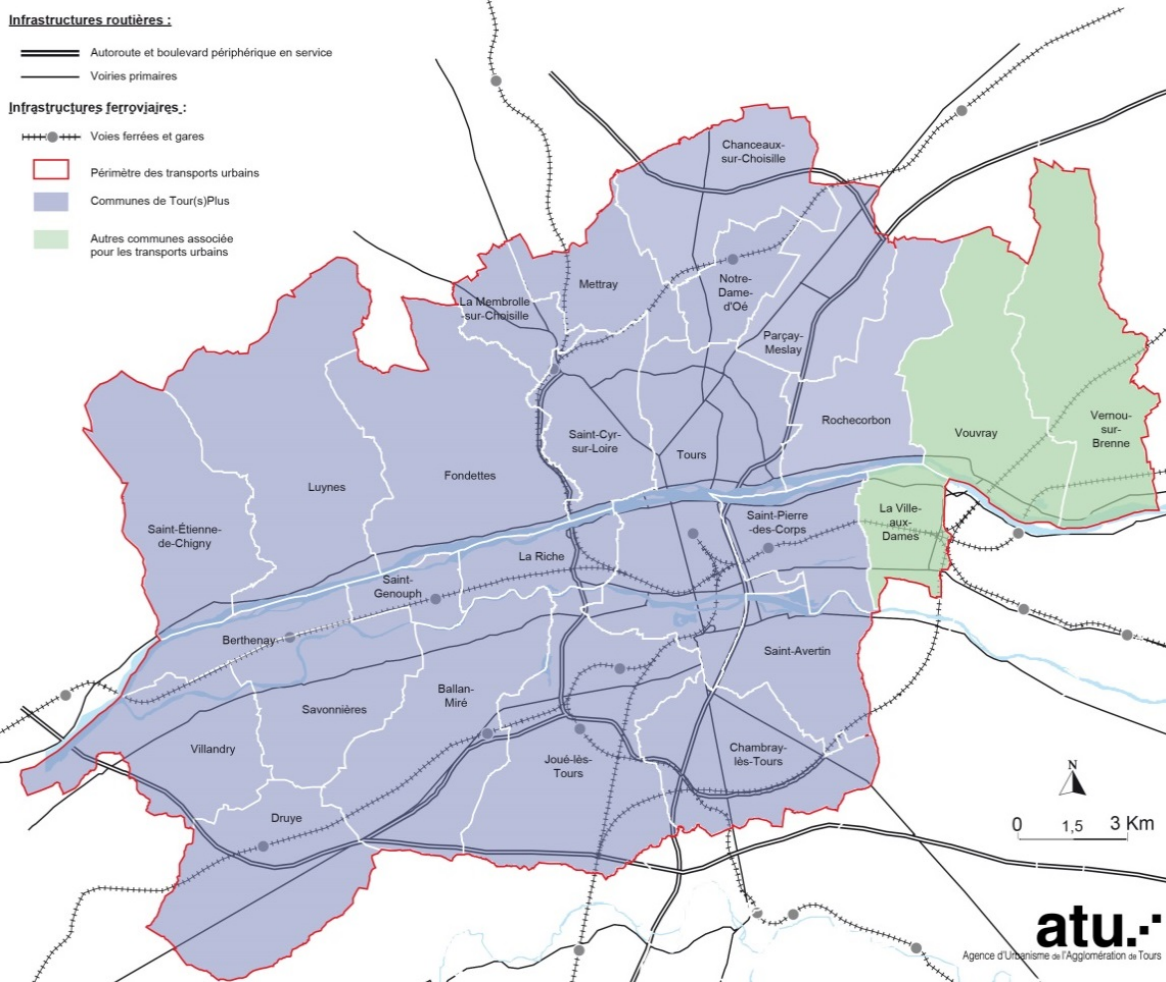 Infrastructures routières :
Autoroute et boulevard périphérique en service
Voiries primaires
Infrastructures ferroviaires :
Voies ferrées et gares
Périmètre des transports urbains
Communes de Tour(s)Plus
Autres communes associée
pour les transports urbains
Chanceaux-
sur-Choisille
Mettray
Notre-
Dame-
d'Oé
La Membrolle
-sur-Choisille
Parçay-
Meslay
Rochecorbon
Vouvray
Vernou-
sur-
Brenne
Saint-Cyr-
sur-Loire
Tours
Fondettes
Luynes
Saint-Étienne-
de-Chigny
La Ville-
aux-
Dames
Saint-Pierre
-des-Corps
La Riche
Saint-
Genouph
Berthenay
Saint-Avertin
Ballan-
Miré
Savonnières
Villandry
Joué-lès-
Tours
Chambray-
lès-Tours
Druye
N
0 1,5 3 Km
atu.
Agence d'Urbanisme de l'Agglomération de Tours